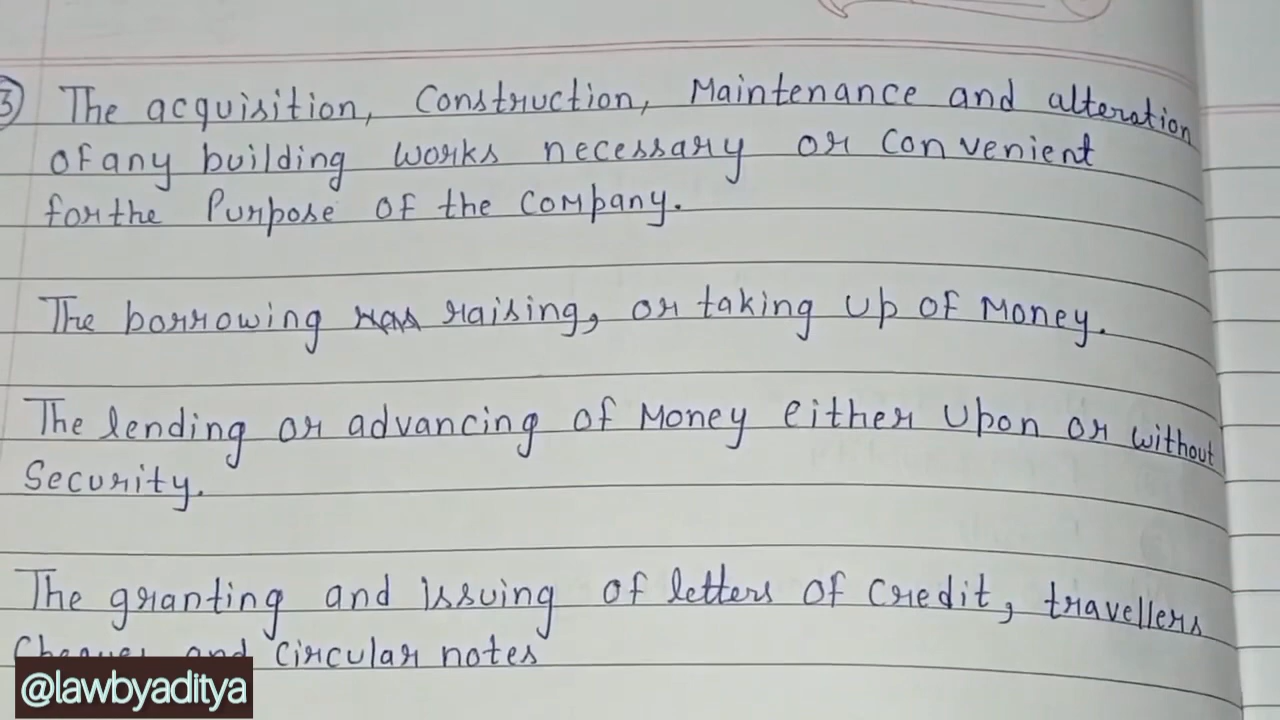 3 The acquisition, Construction, Maintenance and alteration
of any building works necessary or convenient
for the Purpose of the company.
The borrowing raising, or taking up of Money.
The lending or advancing of Money either Upon or without
Security.
The granting and issuing of letters of credit, travellers
Cheques and circular notes
@lawbyaditya